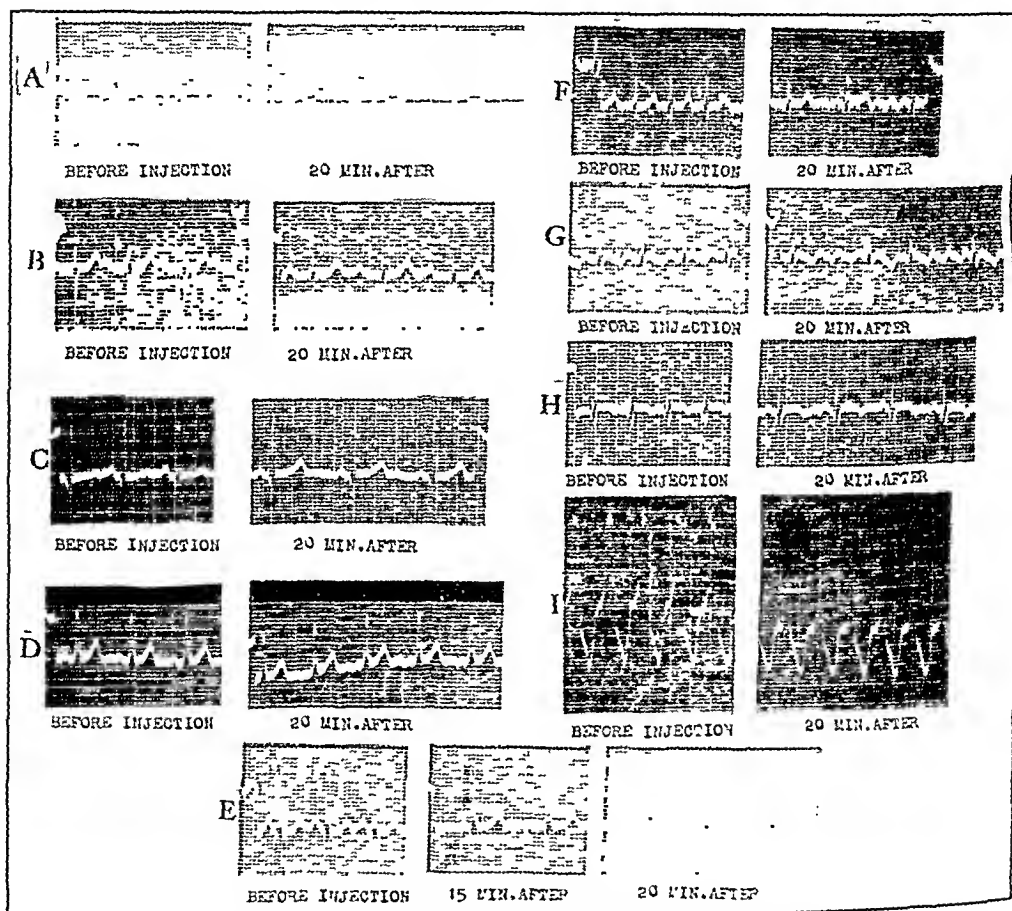 A
BEFORE INJECTION 20 MIN.AFTER
B
BEFORE INJECTION 20 MIN.AFTER
C
BEFORE INJECTION 20 MIN.AFTER
D
BEFORE INJECTION 20 MIN.AFTER
E
BEFORE INJECTION 15 MIN.AFTER 20 MIN.AFTER
F
BEFORE INJECTION 20 MIN.AFTER
G
BEFORE INJECTION 20 MIN.AFTER
H
BEFORE INJECTION 20 MIN.AFTER
I
BEFORE INJECTION 20 MIN.AFTER